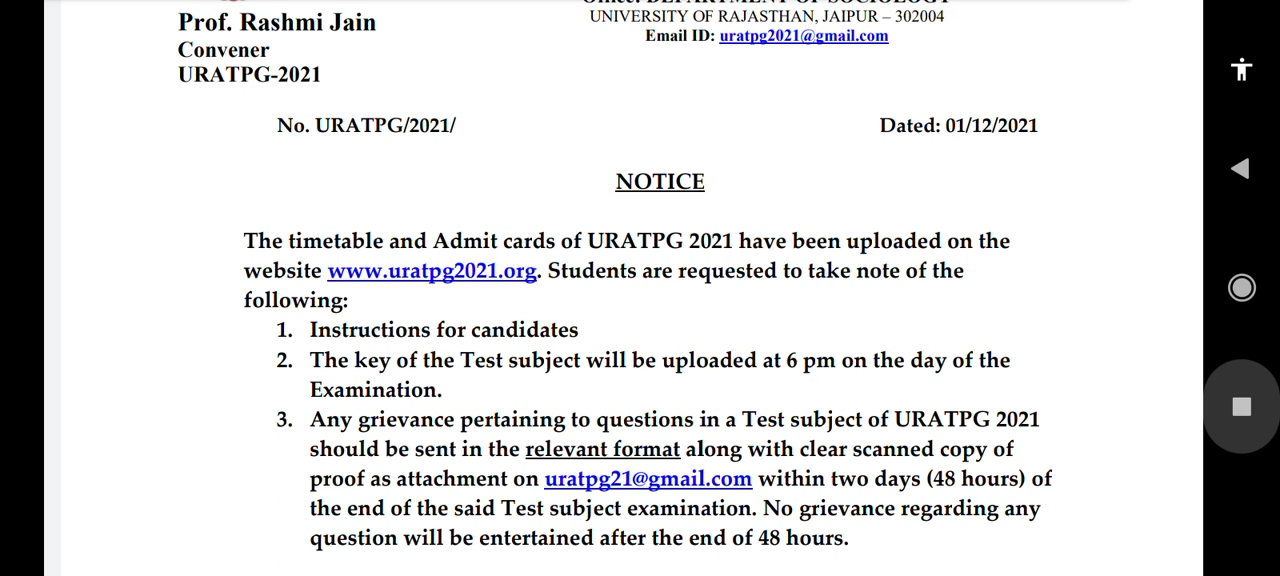 Office: DEPARTMENT OF SOCIOLOGY
Prof. Rashmi Jain
UNIVERSITY OF RAJASTHAN, JAIPUR – 302004
Convener
Email ID: uratpg2021@gmail.com
URATPG-2021
No. URATPG/2021/
Dated: 01/12/2021
NOTICE
The timetable and Admit cards of URATPG 2021 have been uploaded on the
website www.uratpg2021.org. Students are requested to take note of the
following:
1. Instructions for candidates
2. The key of the Test subject will be uploaded at 6 pm on the day of the
Examination.
3. Any grievance pertaining to questions in a Test subject of URATPG 2021
should be sent in the relevant format along with clear scanned copy of
proof as attachment on uratpg21@gmail.com within two days (48 hours) of
the end of the said Test subject examination. No grievance regarding any
question will be entertained after the end of 48 hours.